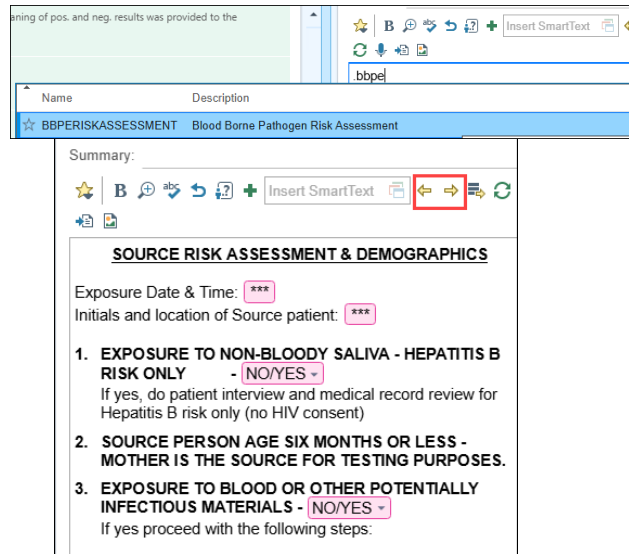 aning of pos. and neg. results was provided to the
B
abc
Insert SmartText
.bbpe
Name Description
BBPERISKASSESSMENT Blood Borne Pathogen Risk Assessment
Summary:
B
abc
Insert SmartText
SOURCE RISK ASSESSMENT & DEMOGRAPHICS
Exposure Date & Time: ***
Initials and location of Source patient: ***
1. EXPOSURE TO NON-BLOODY SALIVA - HEPATITIS B
RISK ONLY - NO/YES
If yes, do patient interview and medical record review for
Hepatitis B risk only (no HIV consent)
2. SOURCE PERSON AGE SIX MONTHS OR LESS -
MOTHER IS THE SOURCE FOR TESTING PURPOSES.
3. EXPOSURE TO BLOOD OR OTHER POTENTIALLY
INFECTIOUS MATERIALS - NO/YES
If yes proceed with the following steps: